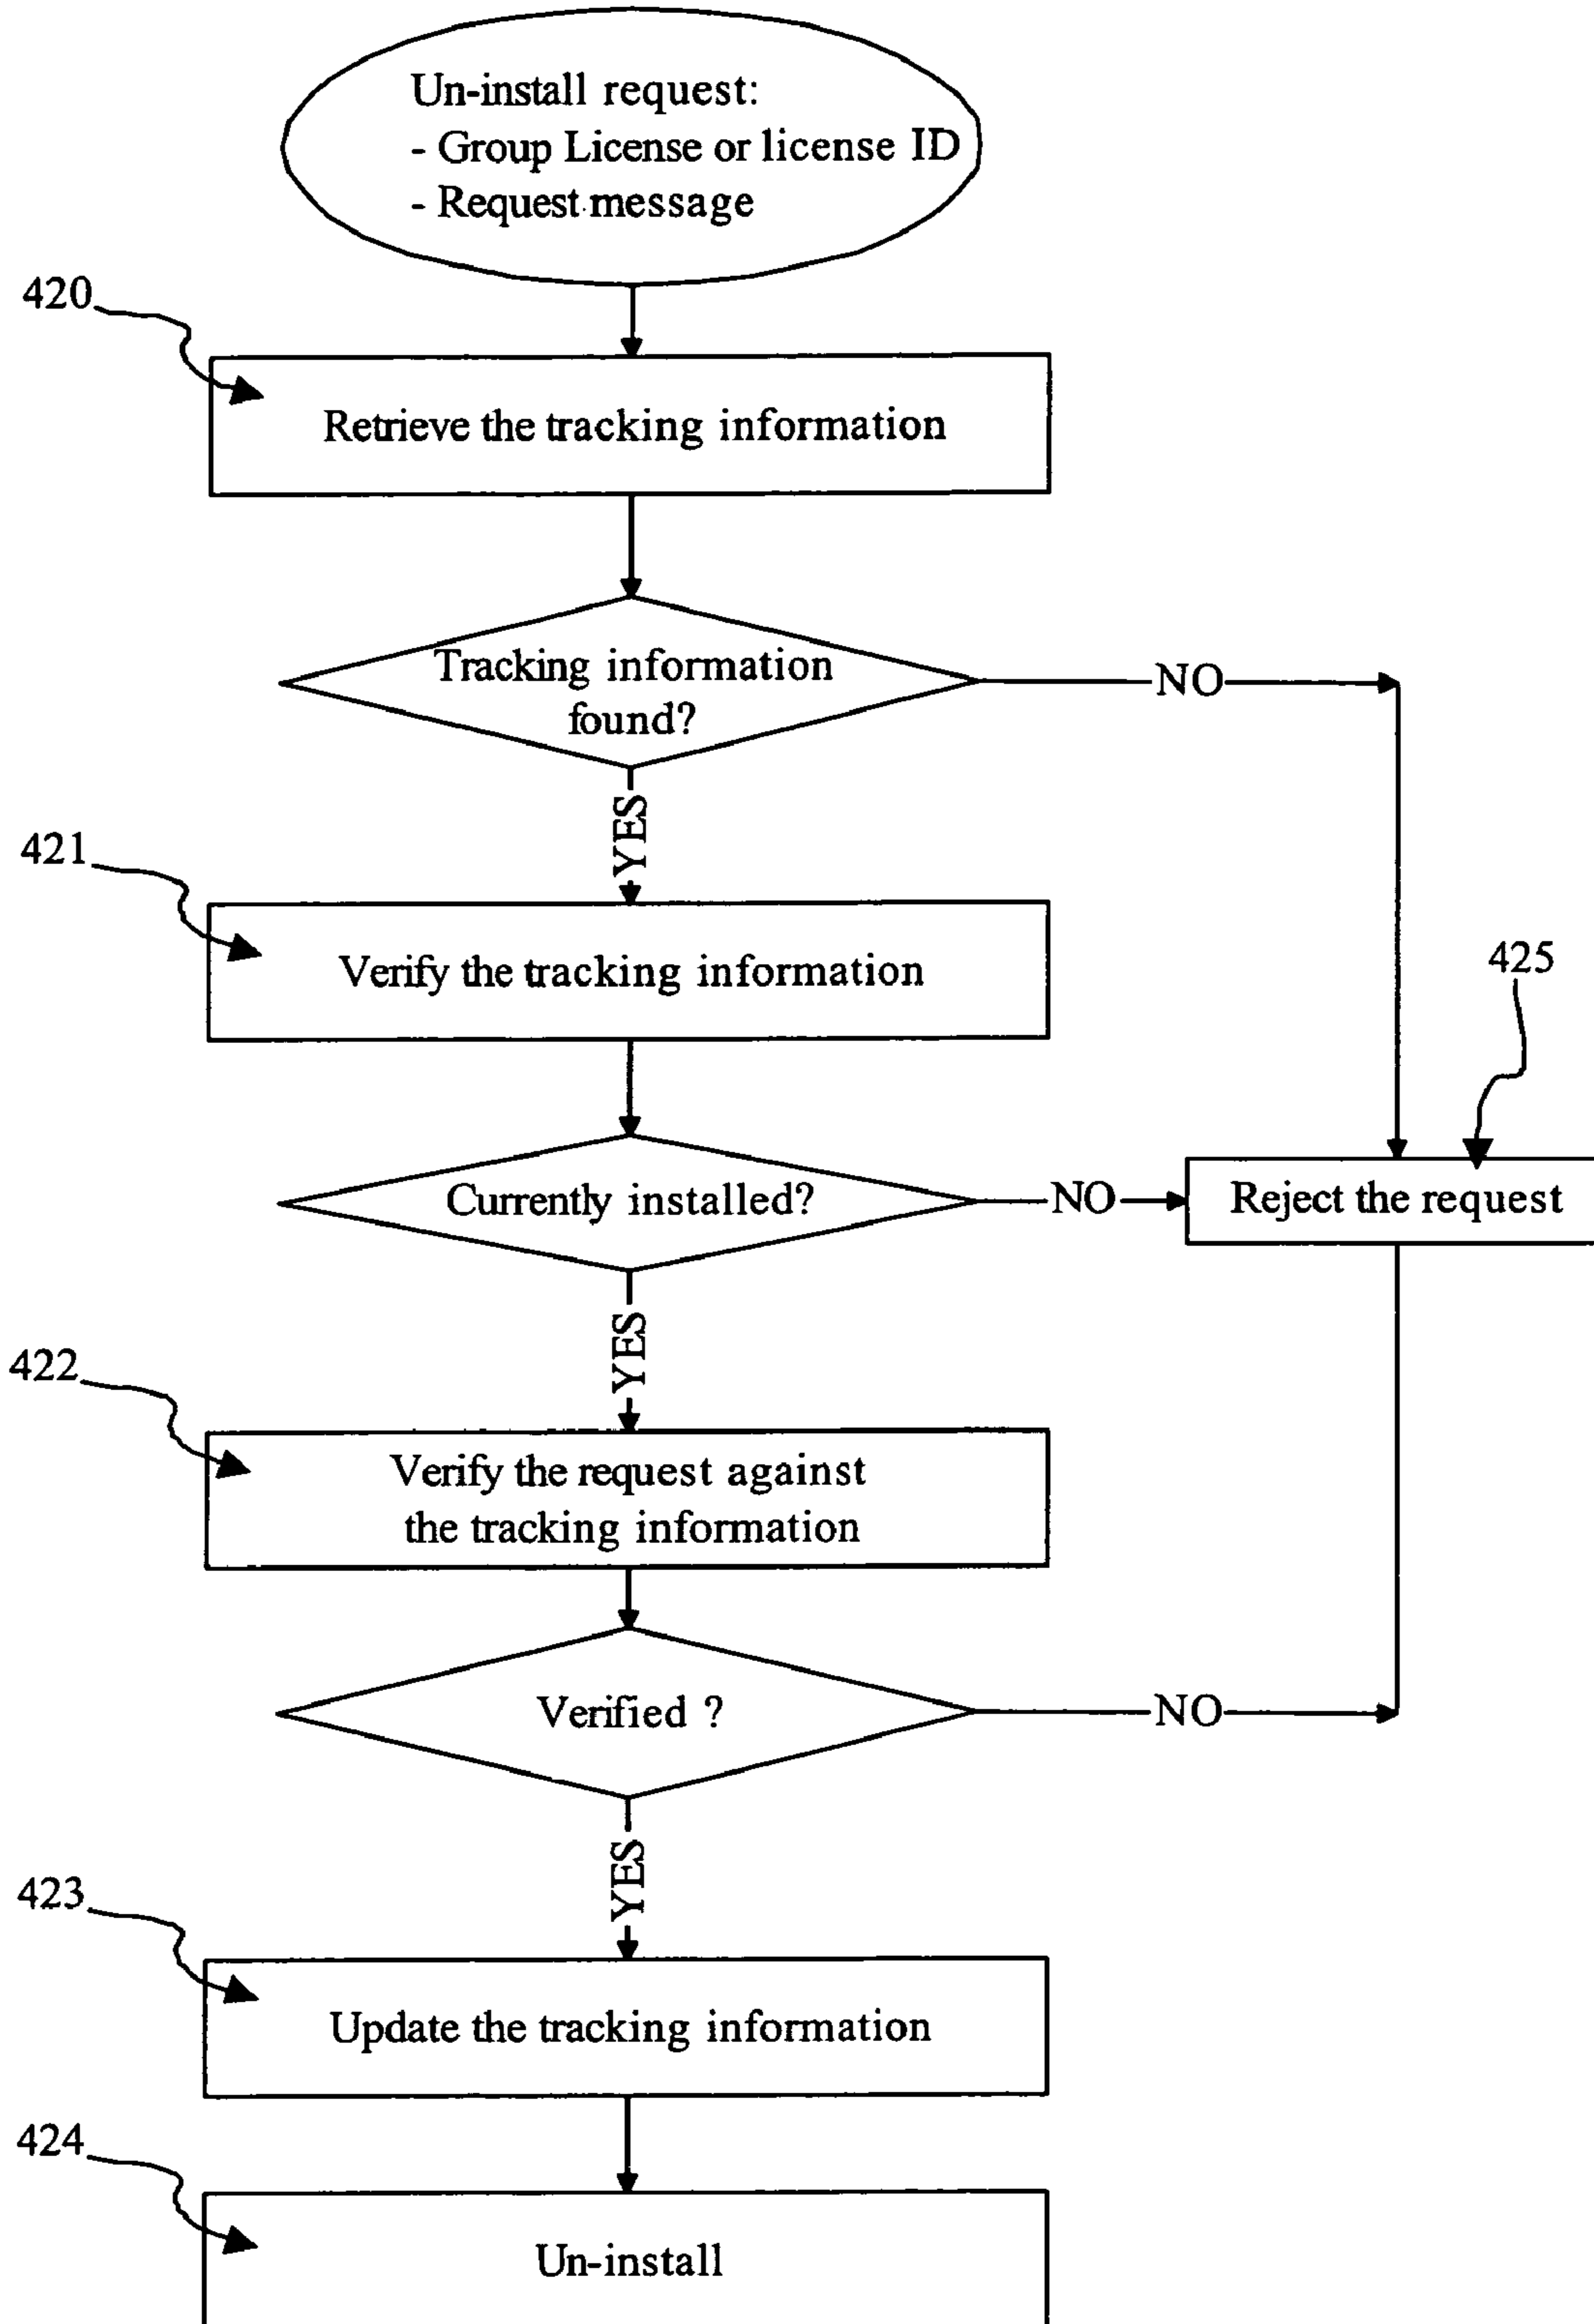 Un-install request:
- Group License or license ID
- Request message
420
Retrieve the tracking information
Tracking information
found?
NO
YES
421
Verify the tracking information
425
Currently installed?
NO
Reject the request
YES
422
Verify the request against
the tracking information
Verified ?
NO
YES
423
Update the tracking information
424
Un-install